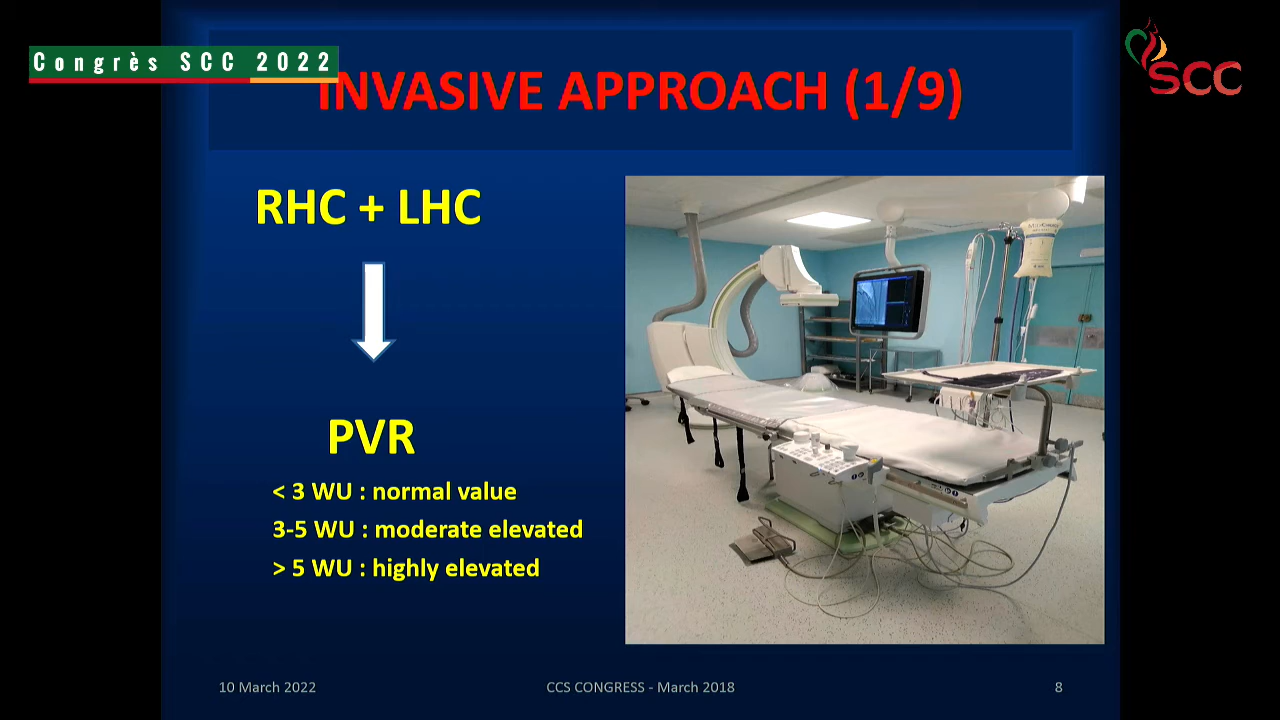 Congrès SCC 2022
SCC
INVASIVE APPROACH (1/9)
RHC + LHC
PVR
< 3 WU : normal value
3-5 WU : moderate elevated
> 5 WU : highly elevated
10 March 2022
CCS CONGRESS - March 2018
8